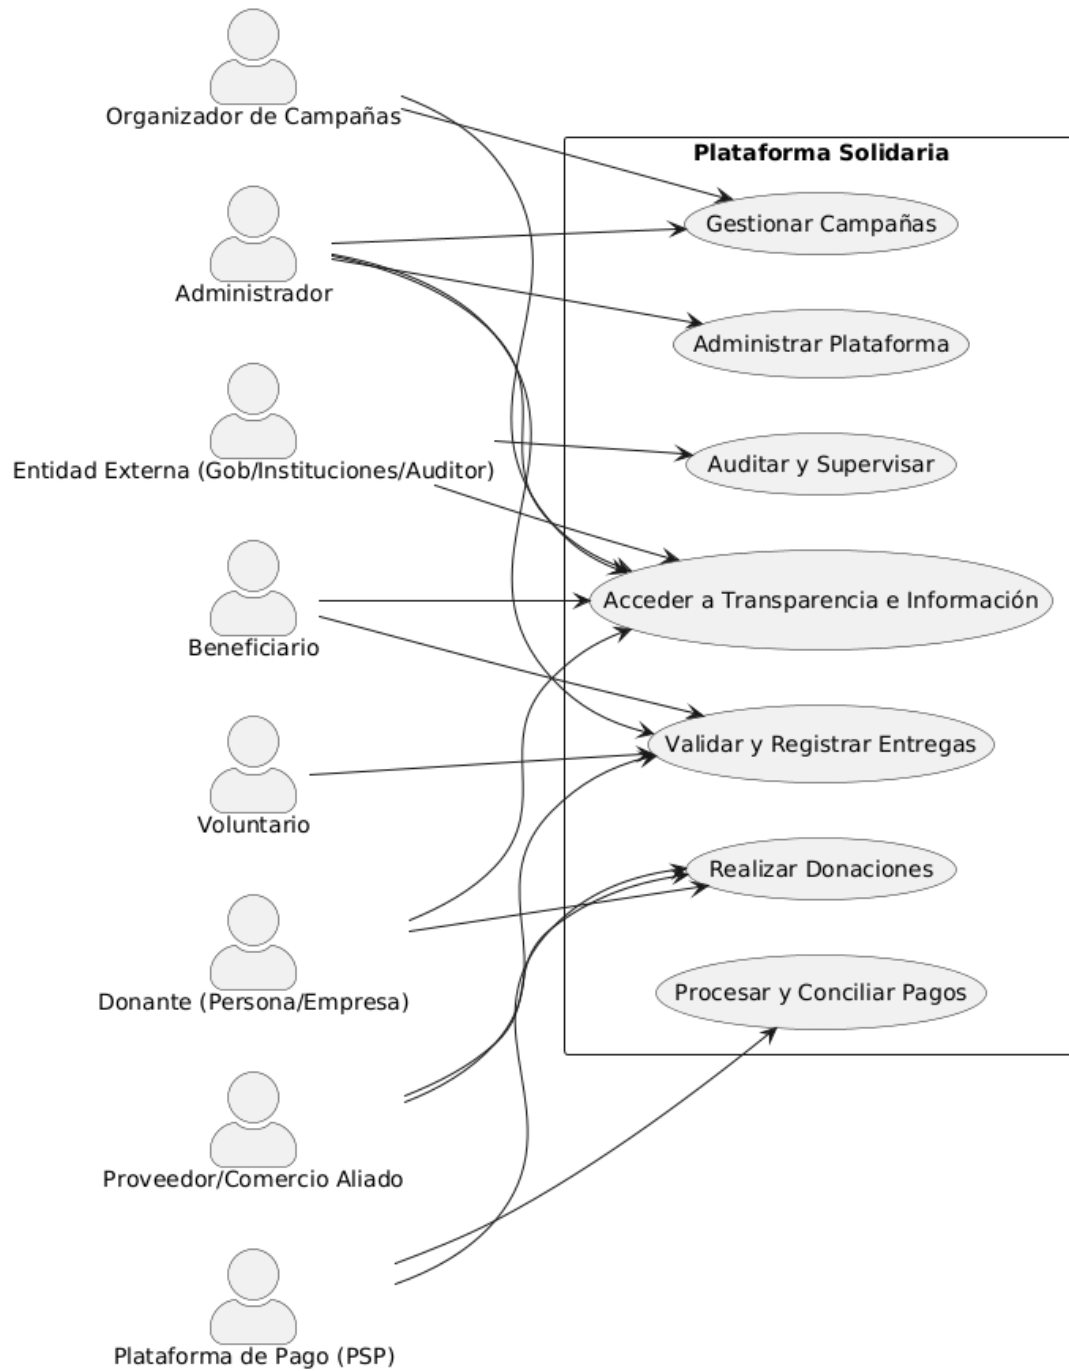 Organizador de Campañas
Plataforma Solidaria
Gestionar Campañas
Administrador
Administrar Plataforma
Auditar y Supervisar
Entidad Externa (Gob/Instituciones/Auditor)
Acceder a Transparencia e Información
Beneficiario
Validar y Registrar Entregas
Voluntario
Realizar Donaciones
Procesar y Conciliar Pagos
Donante (Persona/Empresa)
Proveedor/Comercio Aliado
Plataforma de Pago (PSP)